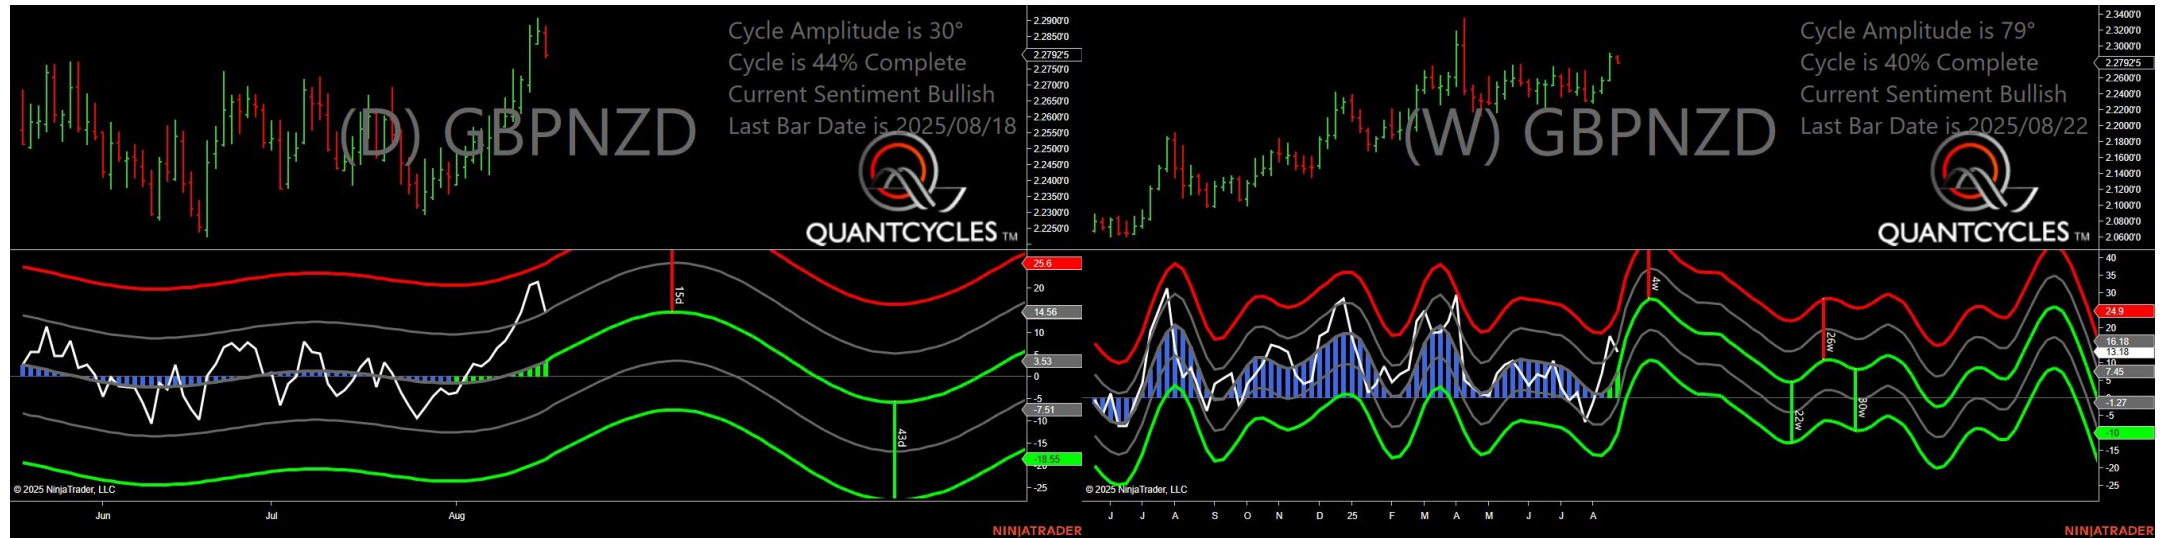 Cycle Amplitude is 30°
Cycle is 44% Complete
Current Sentiment Bullish
Last Bar Date is 2025/08/18
(D) GBPNZD
QUANTCYCLES TM
2.2900'0
2.2850'0
2.2792'5
2.2750'0
2.2700'0
2.2650'0
2.2600'0
2.2550'0
2.2500'0
2.2450'0
2.2400'0
2.2350'0
2.2300'0
2.2250'0
25.6
20
14.56
10
3.53
0
-5
-7.51
-10
-15
-18.55
-25
15d
43d
© 2025 NinjaTrader, LLC
Jun Jul Aug
NINJATRADER
Cycle Amplitude is 79°
Cycle is 40% Complete
Current Sentiment Bullish
Last Bar Date is 2025/08/22
(W) GBPNZD
QUANTCYCLES TM
2.3400'0
2.3200'0
2.3000'0
2.2792'5
2.2600'0
2.2400'0
2.2200'0
2.2000'0
2.1800'0
2.1600'0
2.1400'0
2.1200'0
2.1000'0
2.0800'0
2.0600'0
40
35
30
24.9
20
16.18
13.18
10
7.45
5
-1.27
-5
-10
-15
-20
-25
4w
26w
22w
30w
© 2025 NinjaTrader, LLC
J J A S O N D 25 F M A M J J A
NINJATRADER